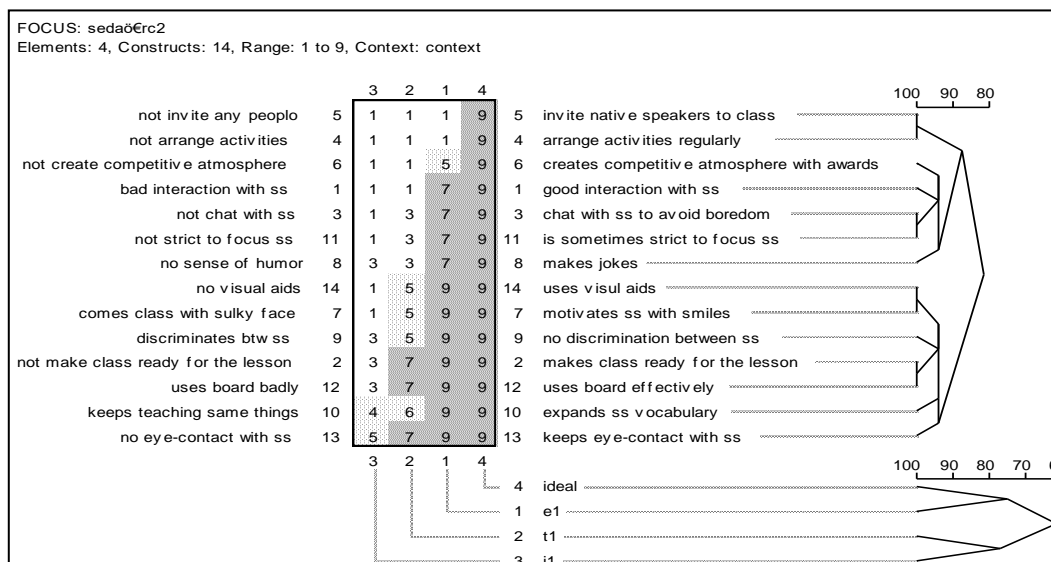 FOCUS: sedaö€rc2
Elements: 4, Constructs: 14, Range: 1 to 9, Context: context
3 2 1 4 100 90 80
not invite any peoplo 5 1 1 1 9 5 invite native speakers to class
not arrange activities 4 1 1 1 9 4 arrange activities regularly
not create competitive atmosphere 6 1 1 5 9 6 creates competitive atmosphere with awards
bad interaction with ss 1 1 1 7 9 1 good interaction with ss
not chat with ss 3 1 3 7 9 3 chat with ss to avoid boredom
not strict to focus ss 11 1 3 7 9 11 is sometimes strict to focus ss
no sense of humor 8 3 3 7 9 8 makes jokes
no visual aids 14 1 5 9 9 14 uses visul aids
comes class with sulky face 7 1 5 9 9 7 motivates ss with smiles
discriminates btw ss 9 3 5 9 9 9 no discrimination between ss
not make class ready for the lesson 2 3 7 9 9 2 makes class ready for the lesson
uses board badly 12 3 7 9 9 12 uses board effectively
keeps teaching same things 10 4 6 9 9 10 expands ss vocabulary
no eye-contact with ss 13 5 7 9 9 13 keeps eye-contact with ss
3 2 1 4 100 90 80 70
4 ideal
1 e1
2 t1
3 i1